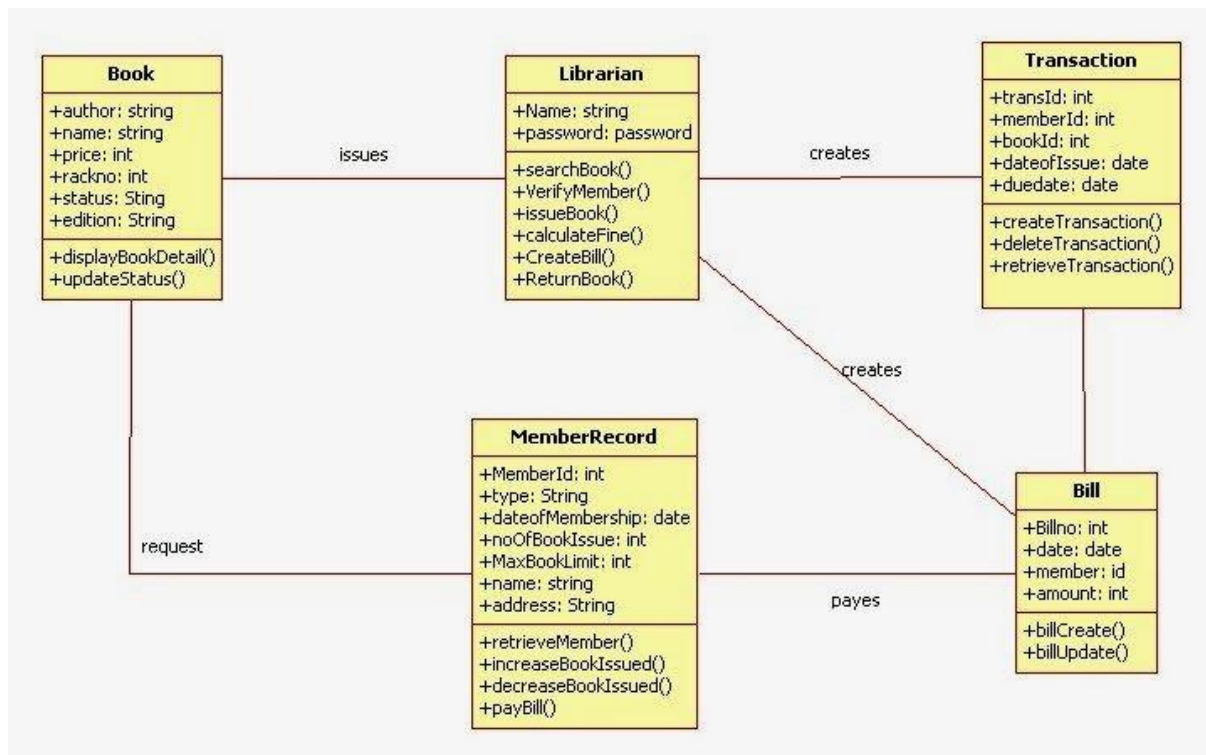 Book
+author: string
+name: string
+price: int
+rackno: int
+status: Sting
+edition: String
+displayBookDetail()
+updateStatus()
issues
Librarian
+Name: string
+password: password
+searchBook()
+VerifyMember()
+issueBook()
+calculateFine()
+CreateBill()
+ReturnBook()
creates
Transaction
+transId: int
+memberId: int
+bookId: int
+dateofIssue: date
+duedate: date
+createTransaction()
+deleteTransaction()
+retrieveTransaction()
creates
request
MemberRecord
+MemberId: int
+type: String
+dateofMembership: date
+noOfBookIssue: int
+MaxBookLimit: int
+name: string
+address: String
+retrieveMember()
+increaseBookIssued()
+decreaseBookIssued()
+payBill()
payes
Bill
+Billno: int
+date: date
+member: id
+amount: int
+billCreate()
+billUpdate()